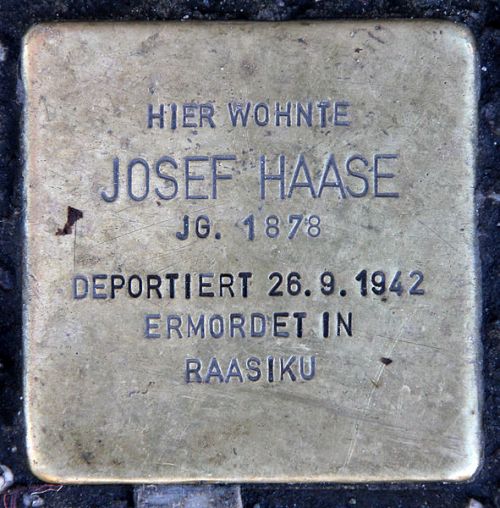 HIER WOHNTE
JOSEF HAASE
JG. 1878
DEPORTIERT 26.9.1942
ERMORDET IN
RAASIKU